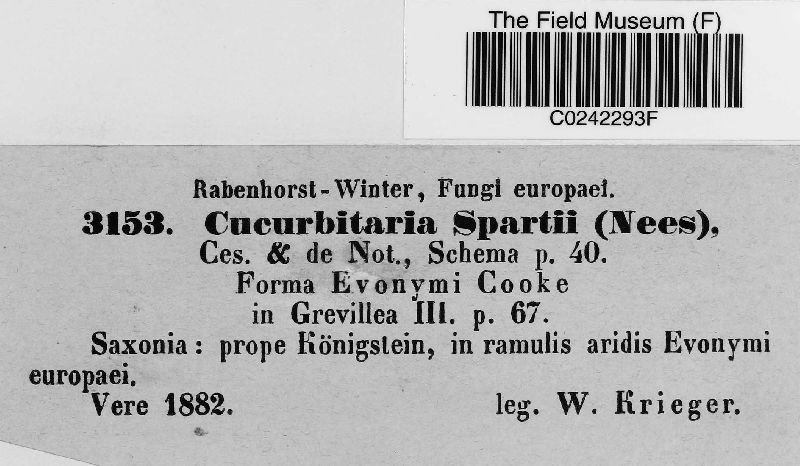 The Field Museum (F)
C0242293F
Rabenhorst-Winter, Fungi europaei.
3153. Cucurbitaria Spartii (Nees),
Ces. & de Not., Schema p. 40.
Forma Evonymi Cooke
in Grevillea III. p. 67.
Saxonia: prope Königstein, in ramulis aridis Evonymi
europaei.
Vere 1882. leg. W. Krieger.